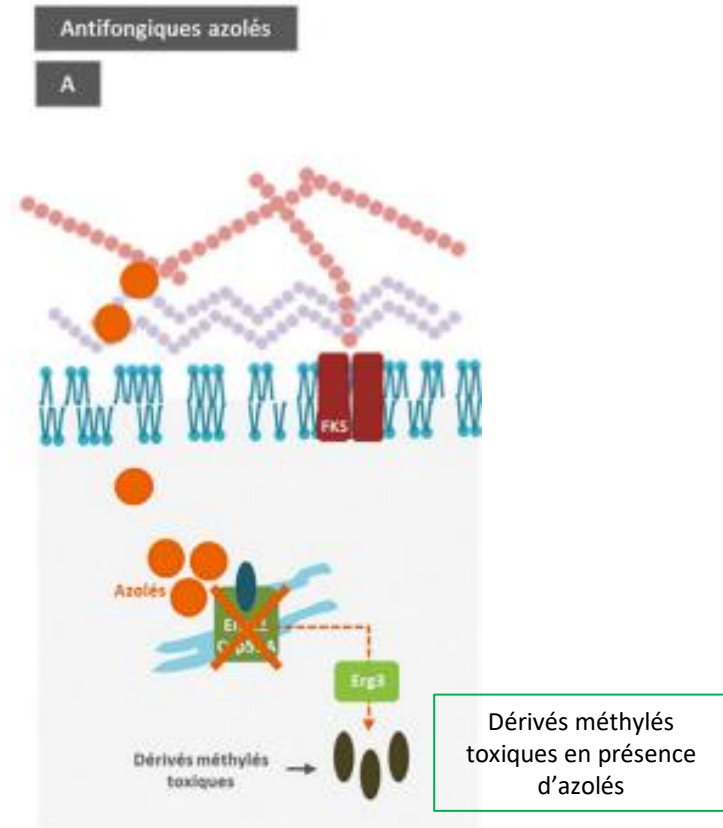 Antifongiques azolés
A
FKS
Azolés
Erg3
Dérivés méthylés
toxiques
Dérivés méthylés
toxiques en présence
d'azolés